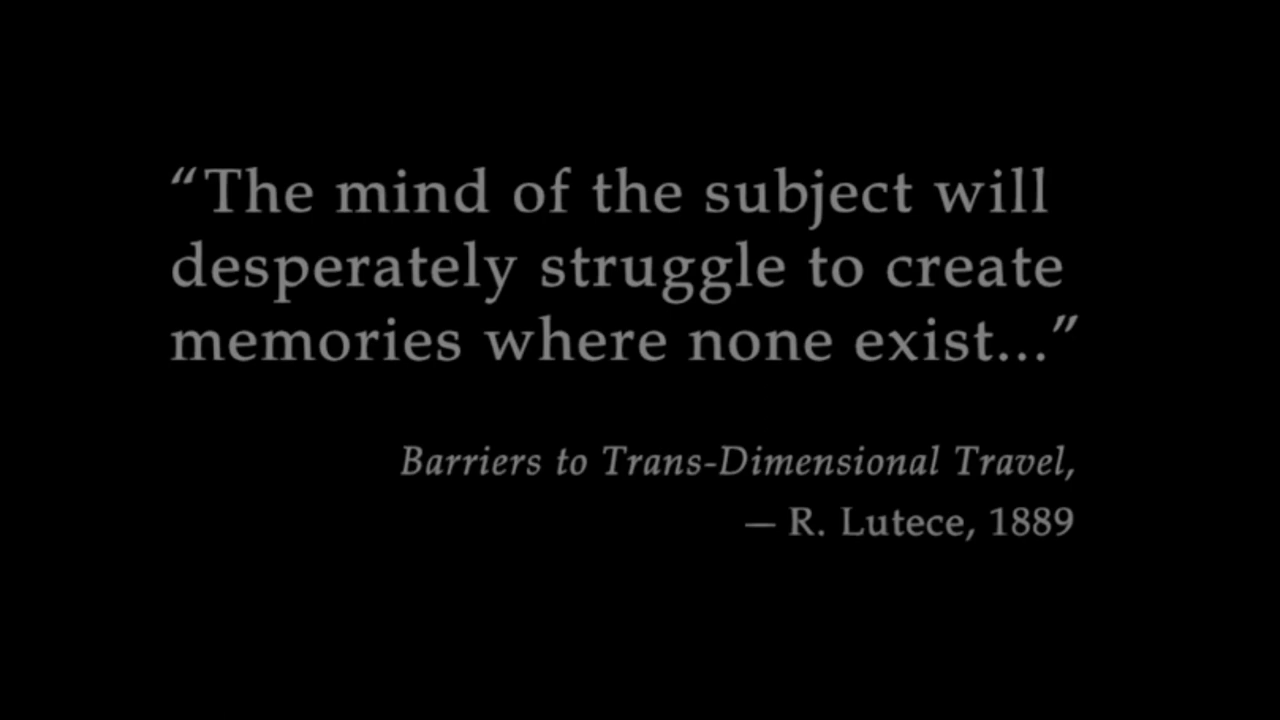 “The mind of the subject will
desperately struggle to create
memories where none exist...”
Barriers to Trans-Dimensional Travel,
— R. Lutece, 1889